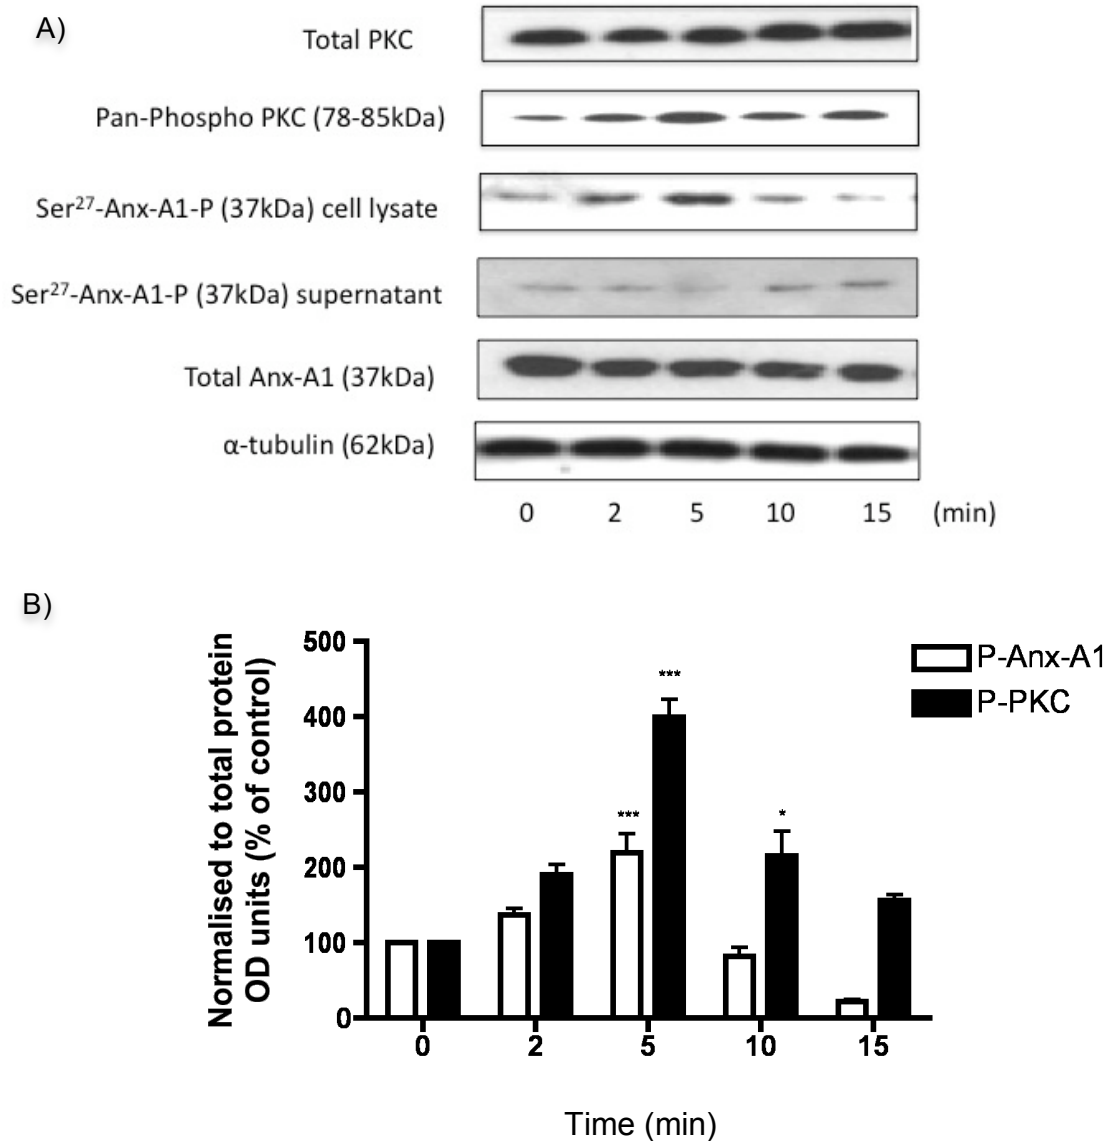 A)
Total PKC
Pan-Phospho PKC (78-85kDa)
Ser²⁷-Anx-A1-P (37kDa) cell lysate
Ser²⁷-Anx-A1-P (37kDa) supernatant
Total Anx-A1 (37kDa)
α-tubulin (62kDa)
0 2 5 10 15 (min)
B)
Normalised to total protein
OD units (% of control)
500
400
300
200
100
0
***
***
*
P-Anx-A1
P-PKC
0 2 5 10 15
Time (min)